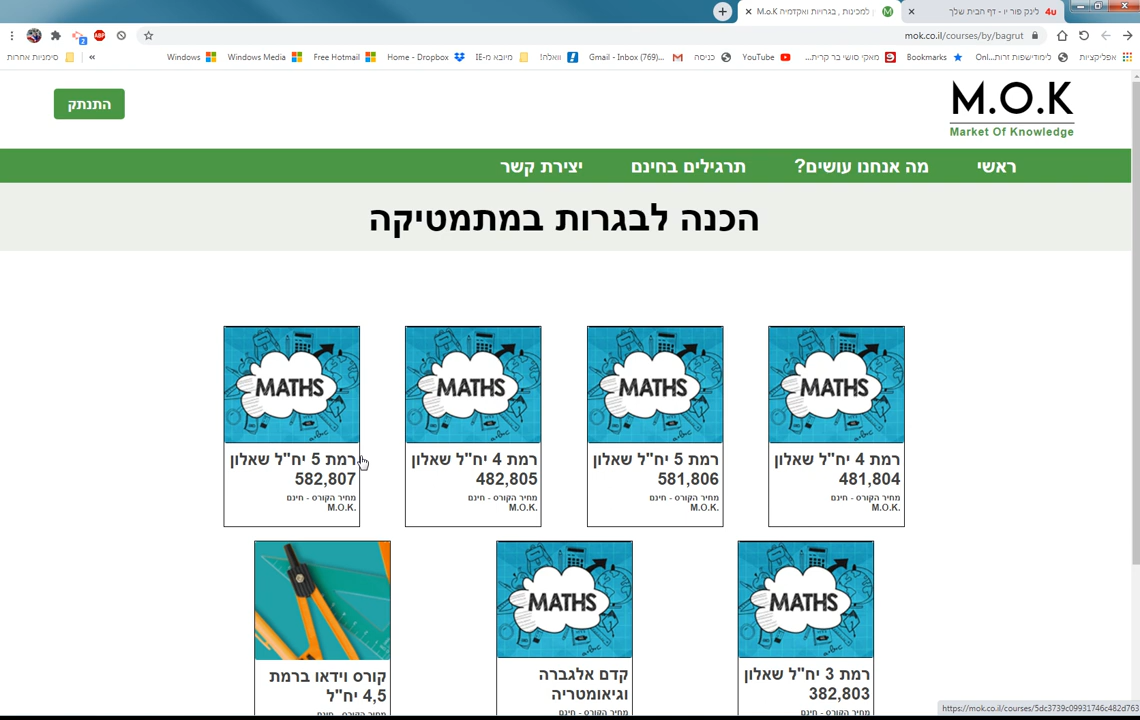 לינק פור יו - דף הבית שלך
ן למכינות , בגרויות ואקדמיה M.o.K
mok.co.il/courses/by/bagrut
אפליקציות
לימודישפות זרות...Onl
Bookmarks
מאקי סושי בר קרית...
YouTube
כניסה
Gmail - Inbox (769)...
וואלה!
מיובא מ-IE
Home - Dropbox
Free Hotmail
Windows Media
Windows
»
סימניות אחרות
M.O.K
Market Of Knowledge
התנתק
ראשי
מה אנחנו עושים?
תרגילים בחינם
יצירת קשר
הכנה לבגרות במתמטיקה
MATHS
רמת 4 יח"ל שאלון
481,804
מחיר הקורס - חינם
M.O.K.
MATHS
רמת 5 יח"ל שאלון
581,806
מחיר הקורס - חינם
M.O.K.
MATHS
רמת 4 יח"ל שאלון
482,805
מחיר הקורס - חינם
M.O.K.
MATHS
רמת 5 יח"ל שאלון
582,807
מחיר הקורס - חינם
M.O.K.
MATHS
רמת 3 יח"ל שאלון
382,803
MATHS
קדם אלגברה
וגיאומטריה
קורס וידאו ברמת
4,5 יח"ל
https://mok.co.il/courses/5dc3739c09931746c482d763